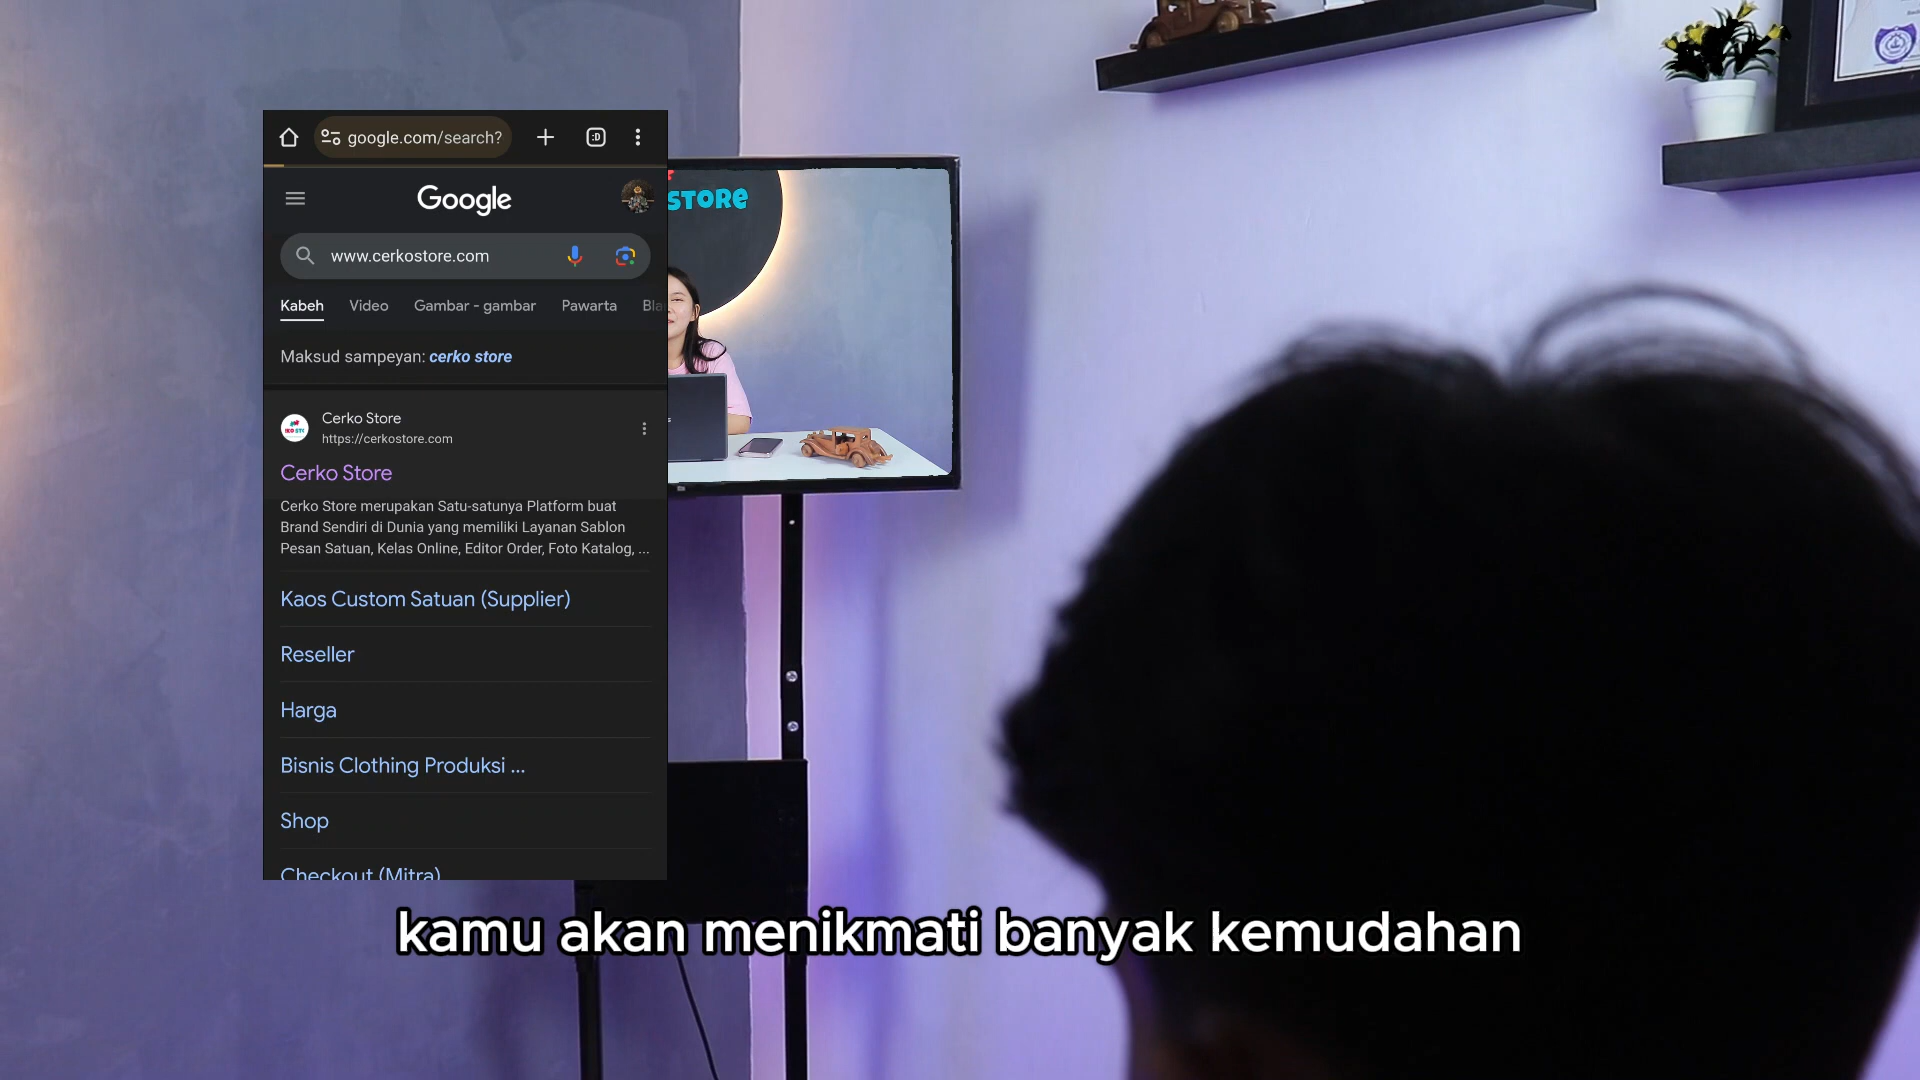 google.com/search?
Google
www.cerkostore.com
Kabeh Video Gambar - gambar Pawarta Bla
Maksud sampeyan: cerko store
Cerko Store
https://cerkostore.com
Cerko Store
Cerko Store merupakan Satu-satunya Platform buat
Brand Sendiri di Dunia yang memiliki Layanan Sablon
Pesan Satuan, Kelas Online, Editor Order, Foto Katalog, ...
Kaos Custom Satuan (Supplier)
Reseller
Harga
Bisnis Clothing Produksi ...
Shop
Checkout (Mitra)
STORE
kamu akan menikmati banyak kemudahan